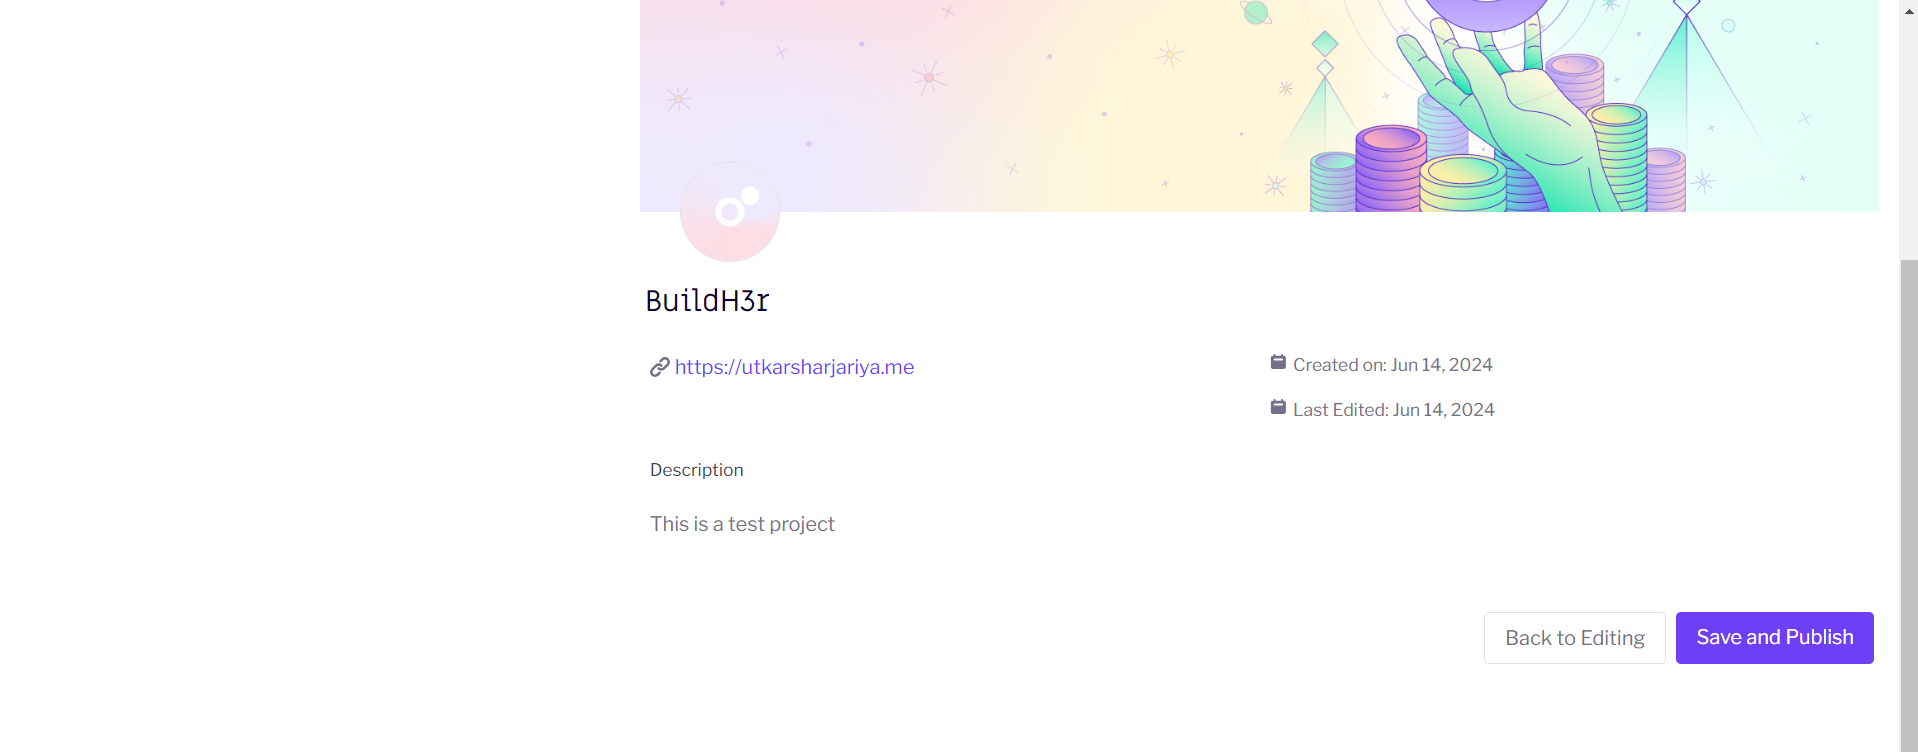 BuildH3r
https://utkarsharjariya.me
Created on: Jun 14, 2024
Last Edited: Jun 14, 2024
Description
This is a test project
Back to Editing
Save and Publish